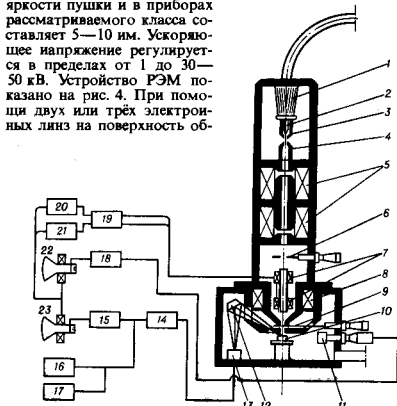 яркости пушки и в приборах
рассматриваемого класса со-
ставляет 5—10 им. Ускоряю-
щее иапряжение регулирует-
ся в пределах от 1 до 30—
50 кВ. Устройство РЭМ по-
казано на рис. 4. При помо-
щи двух или трёх электрои-
ных линз на поверхность об-
1
2
3
4
5
6
7
8
9
10
20
21
19
22
18
23
15
14
16
17
13
12
11